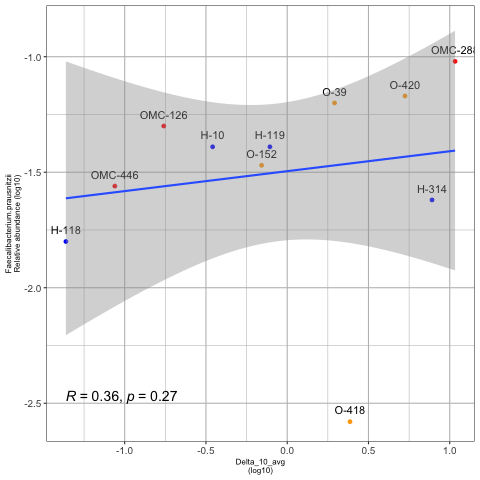 OMC-288
-1.0
O-420
O-39
OMC-126
H-10
H-119
O-152
-1.5
OMC-446
H-314
H-118
Faecalibacterium.prausnitzii
Relative abundance (log10)
-2.0
R = 0.36, p = 0.27
-2.5
O-418
-1.0 -0.5 0.0 0.5 1.0
Delta_10_avg
(log10)